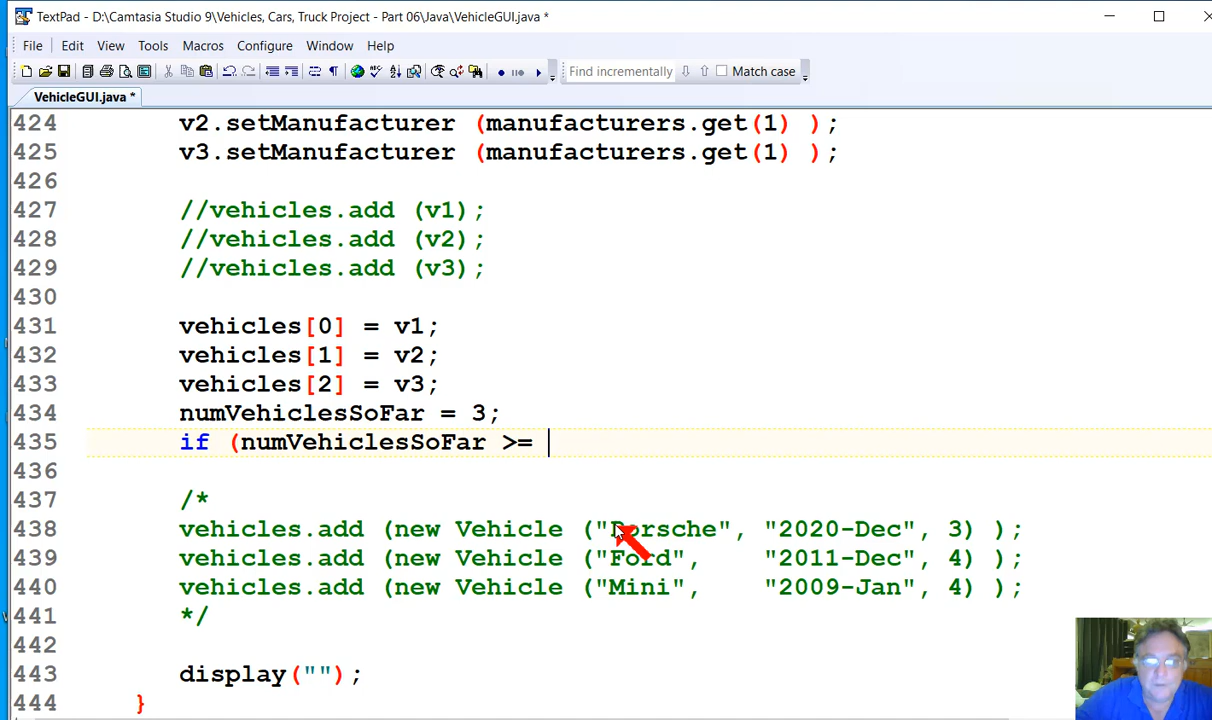 TextPad - D:\Camtasia Studio 9\Vehicles, Cars, Truck Project - Part 06\Java\VehicleGUI.java *
File Edit View Tools Macros Configure Window Help
Find incrementally Match case
VehicleGUI.java *
424 v2.setManufacturer (manufacturers.get(1) );
425 v3.setManufacturer (manufacturers.get(1) );
426
427 //vehicles.add (v1);
428 //vehicles.add (v2);
429 //vehicles.add (v3);
430
431 vehicles[0] = v1;
432 vehicles[1] = v2;
433 vehicles[2] = v3;
434 numVehiclesSoFar = 3;
435 if (numVehiclesSoFar >=
436
437 /*
438 vehicles.add (new Vehicle ("Porsche", "2020-Dec", 3) );
439 vehicles.add (new Vehicle ("Ford", "2011-Dec", 4) );
440 vehicles.add (new Vehicle ("Mini", "2009-Jan", 4) );
441 */
442
443 display("");
444 }